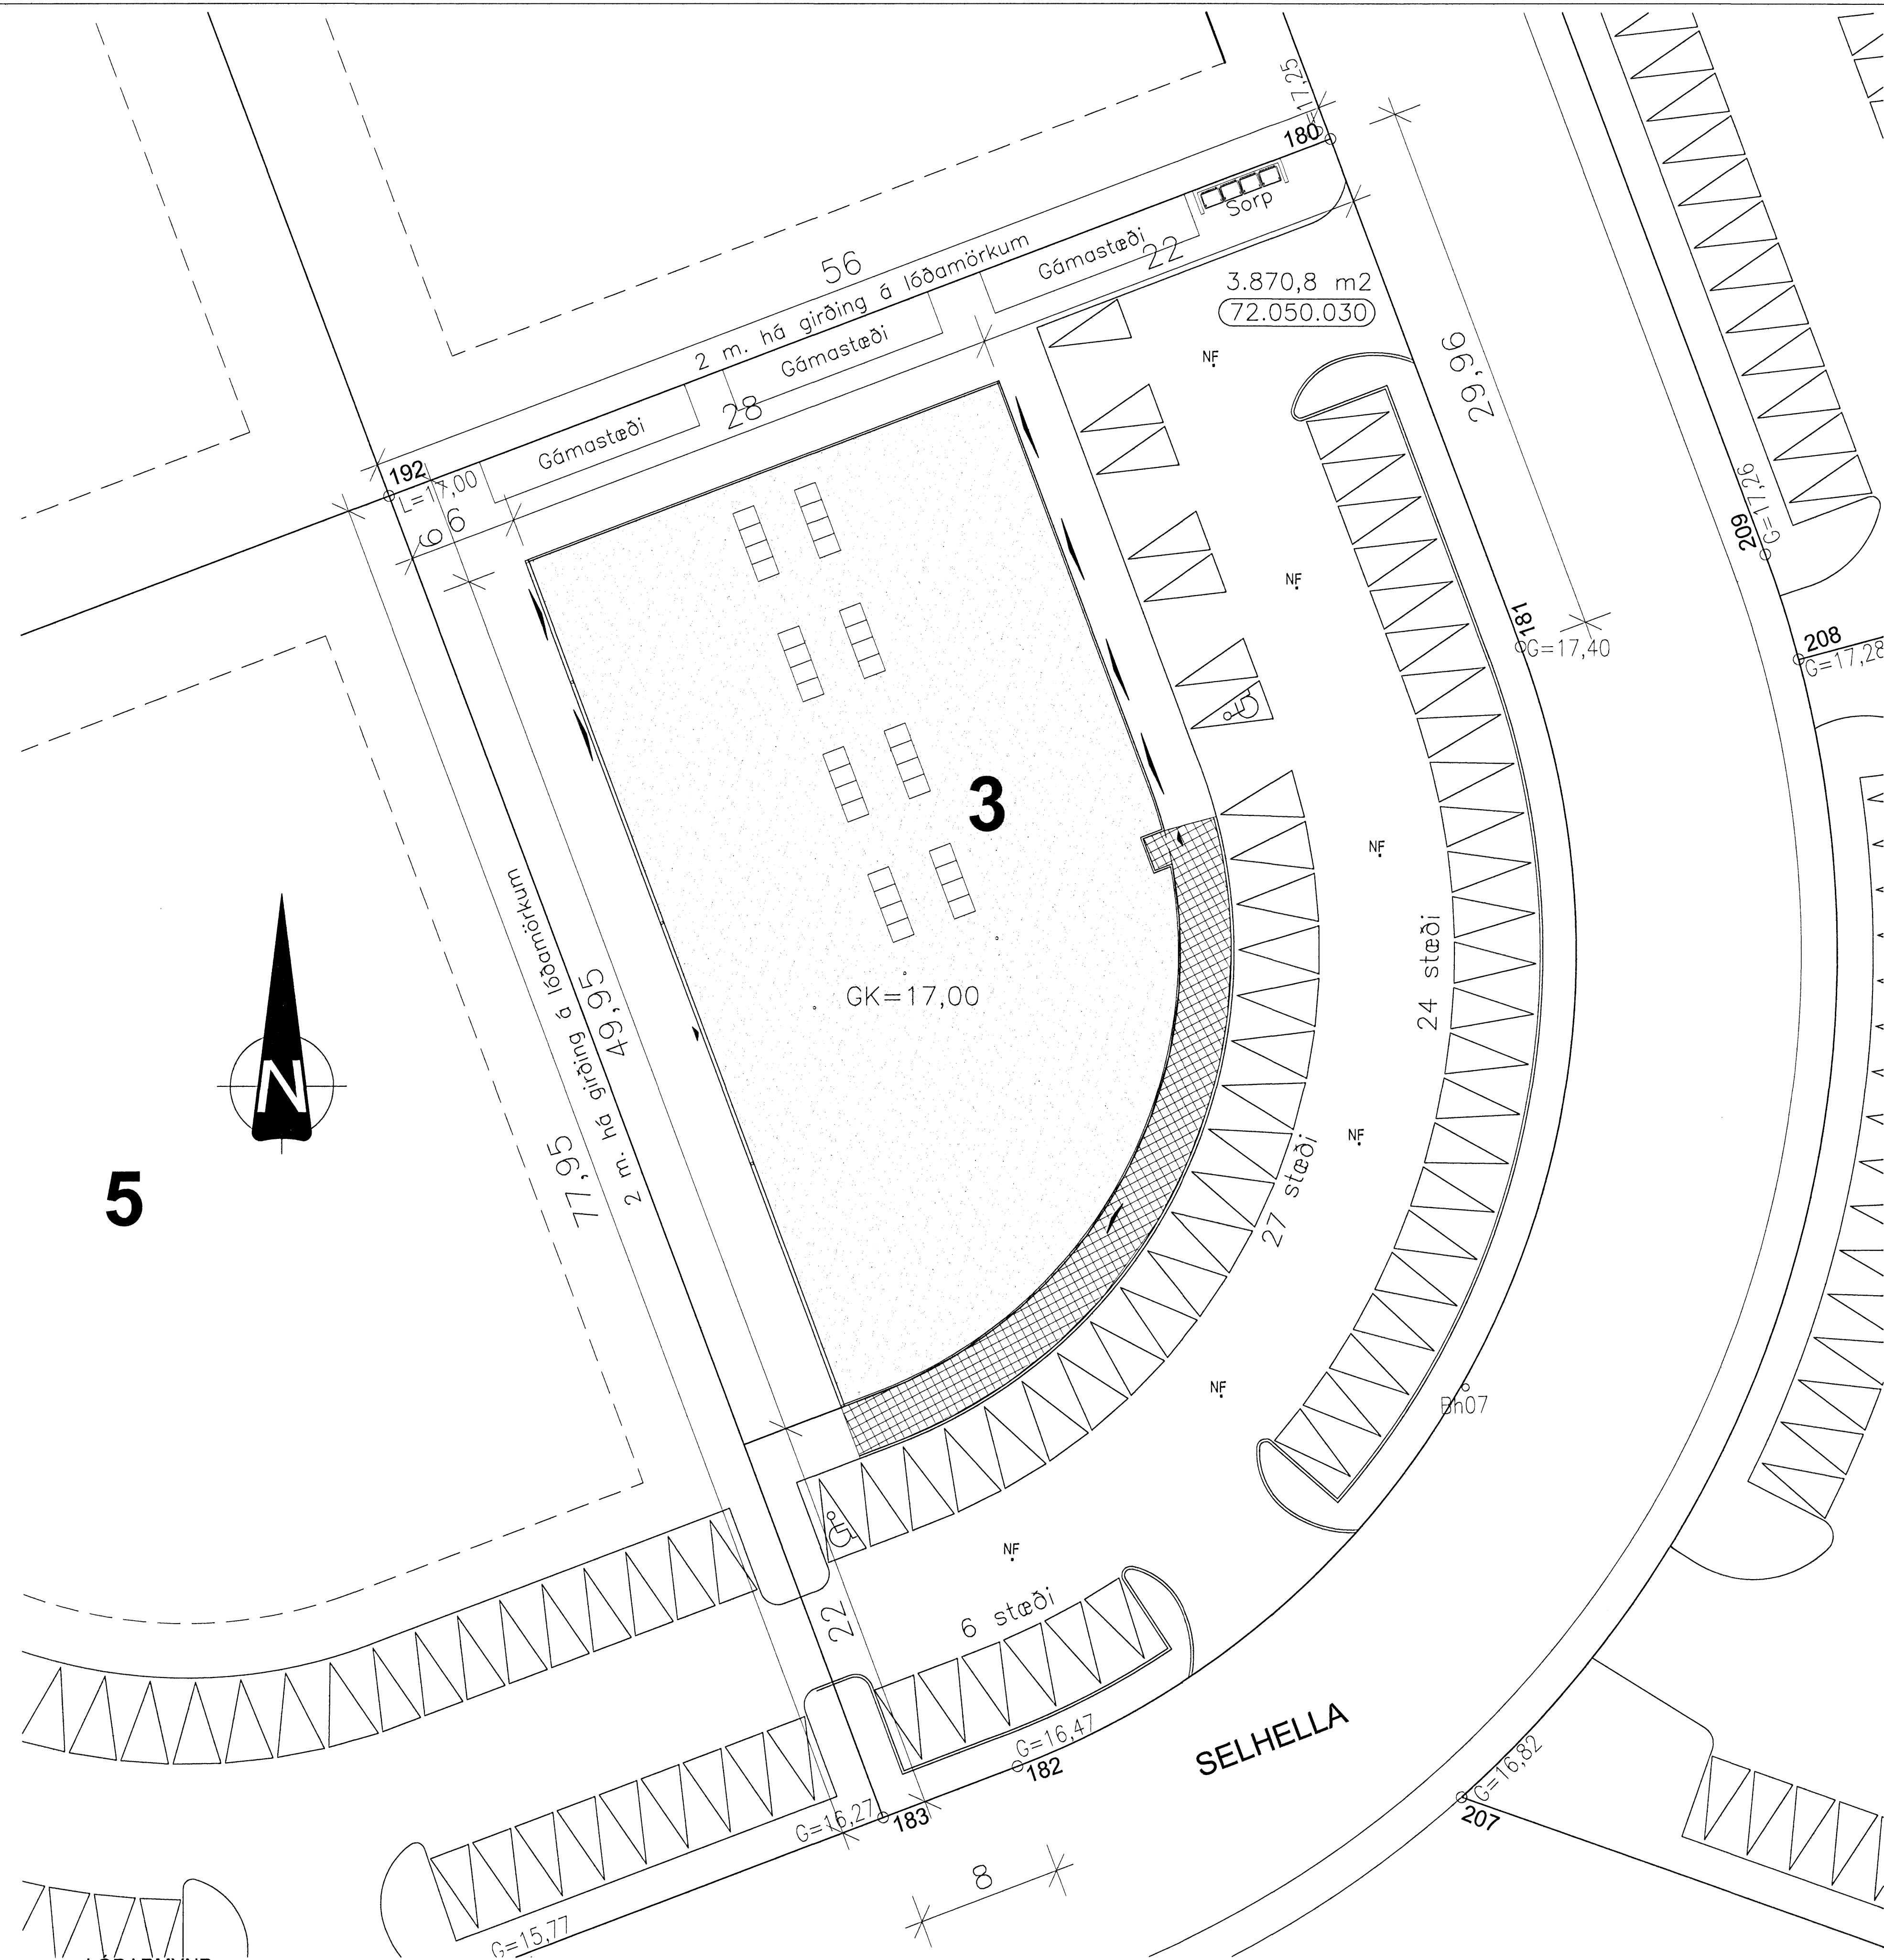 L=17,25
180
Sorp
56
2 m. há girðing á lóðamörkum
Gámastæði
22
3.870,8 m2
72.050.030
Gámastæði
28
Gámastæði
NF
29,96
192
L=17,00
6
6
209
G=17,26
NF
181
G=17,40
208
G=17,28
3
NF
2 m. há girðing á lóðamörkum
49,95
77,95
GK=17,00
24 stæði
N
5
NF
27 stæði
NF
Bh07
NF
6 stæði
22
G=16,47
182
SELHELLA
G=16,27
183
G=16,82
207
8
G=15,77